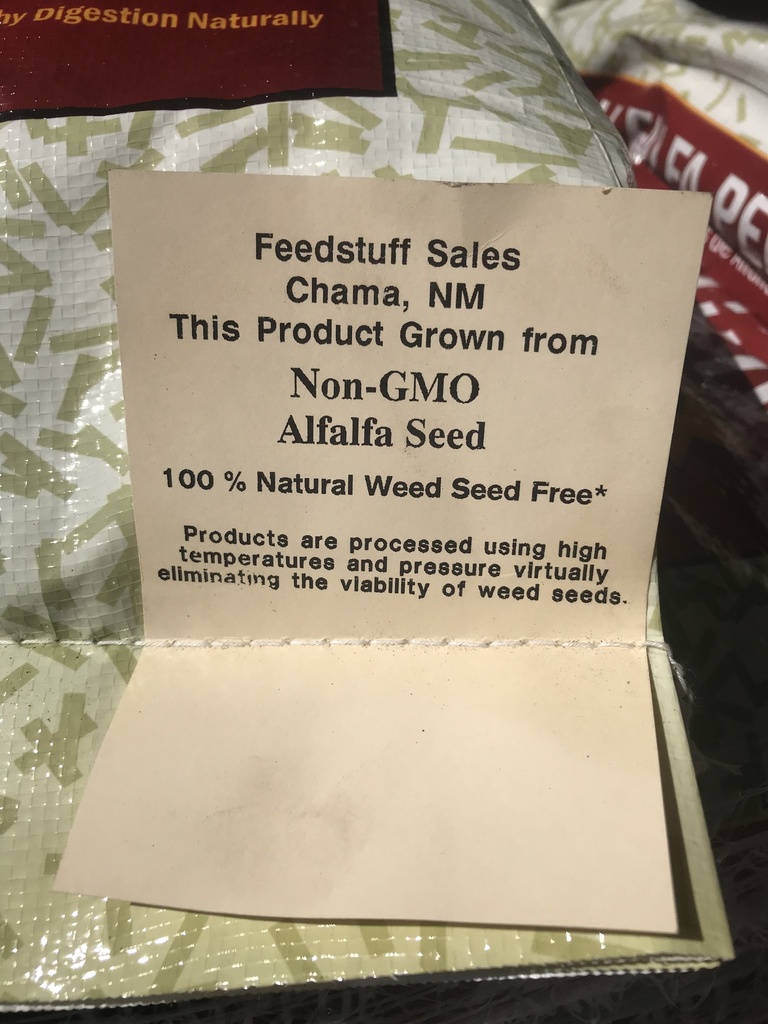 Digestion Naturally
Feedstuff Sales
Chama, NM
This Product Grown from
Non-GMO
Alfalfa Seed
100 % Natural Weed Seed Free*
Products are processed using high
temperatures and pressure virtually
eliminating the viability of weed seeds.